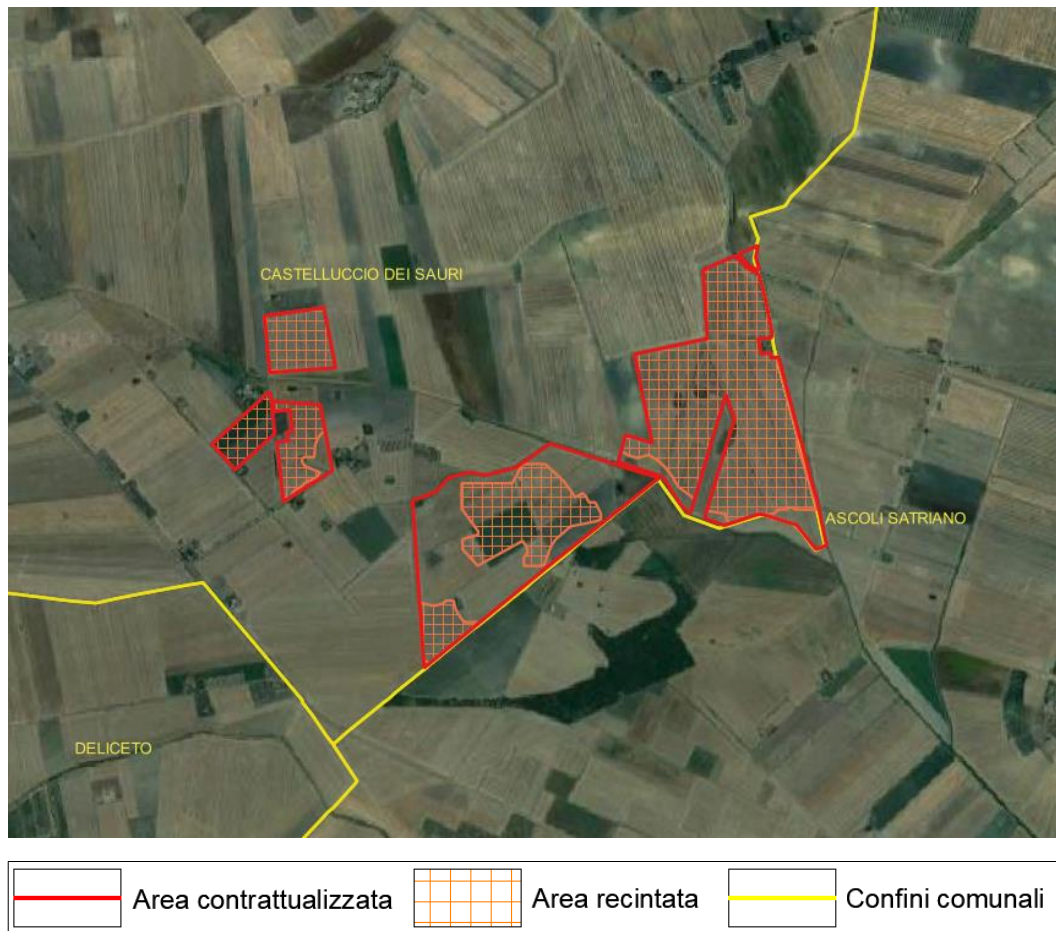 CASTELLUCCIO DEI SAURI
ASCOLI SATRIANO
DELICETO
Area contrattualizzata
Area recintata
Confini comunali